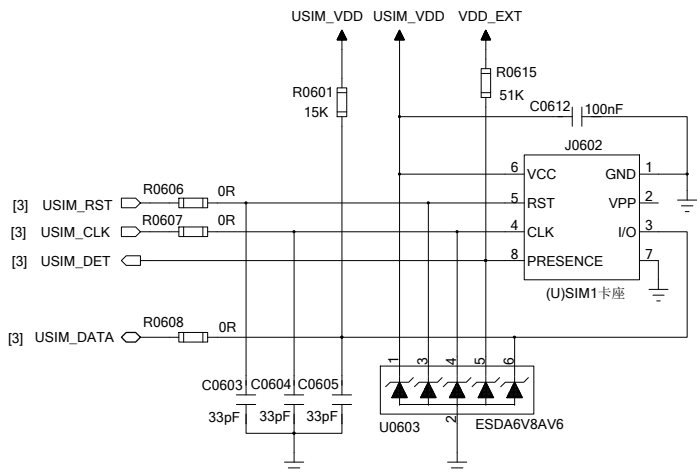 USIM_VDD USIM_VDD VDD_EXT
R0601
15K
R0615
51K
C0612 100nF
J0602
6 VCC GND 1
5 RST VPP 2
4 CLK I/O 3
8 PRESENCE 7
(U)SIM1卡座
[3] USIM_RST R0606 0R
[3] USIM_CLK R0607 0R
[3] USIM_DET
[3] USIM_DATA R0608 0R
C0603 C0604 C0605
33pF 33pF 33pF
1 3 4 5 6
2
U0603 ESDA6V8AV6